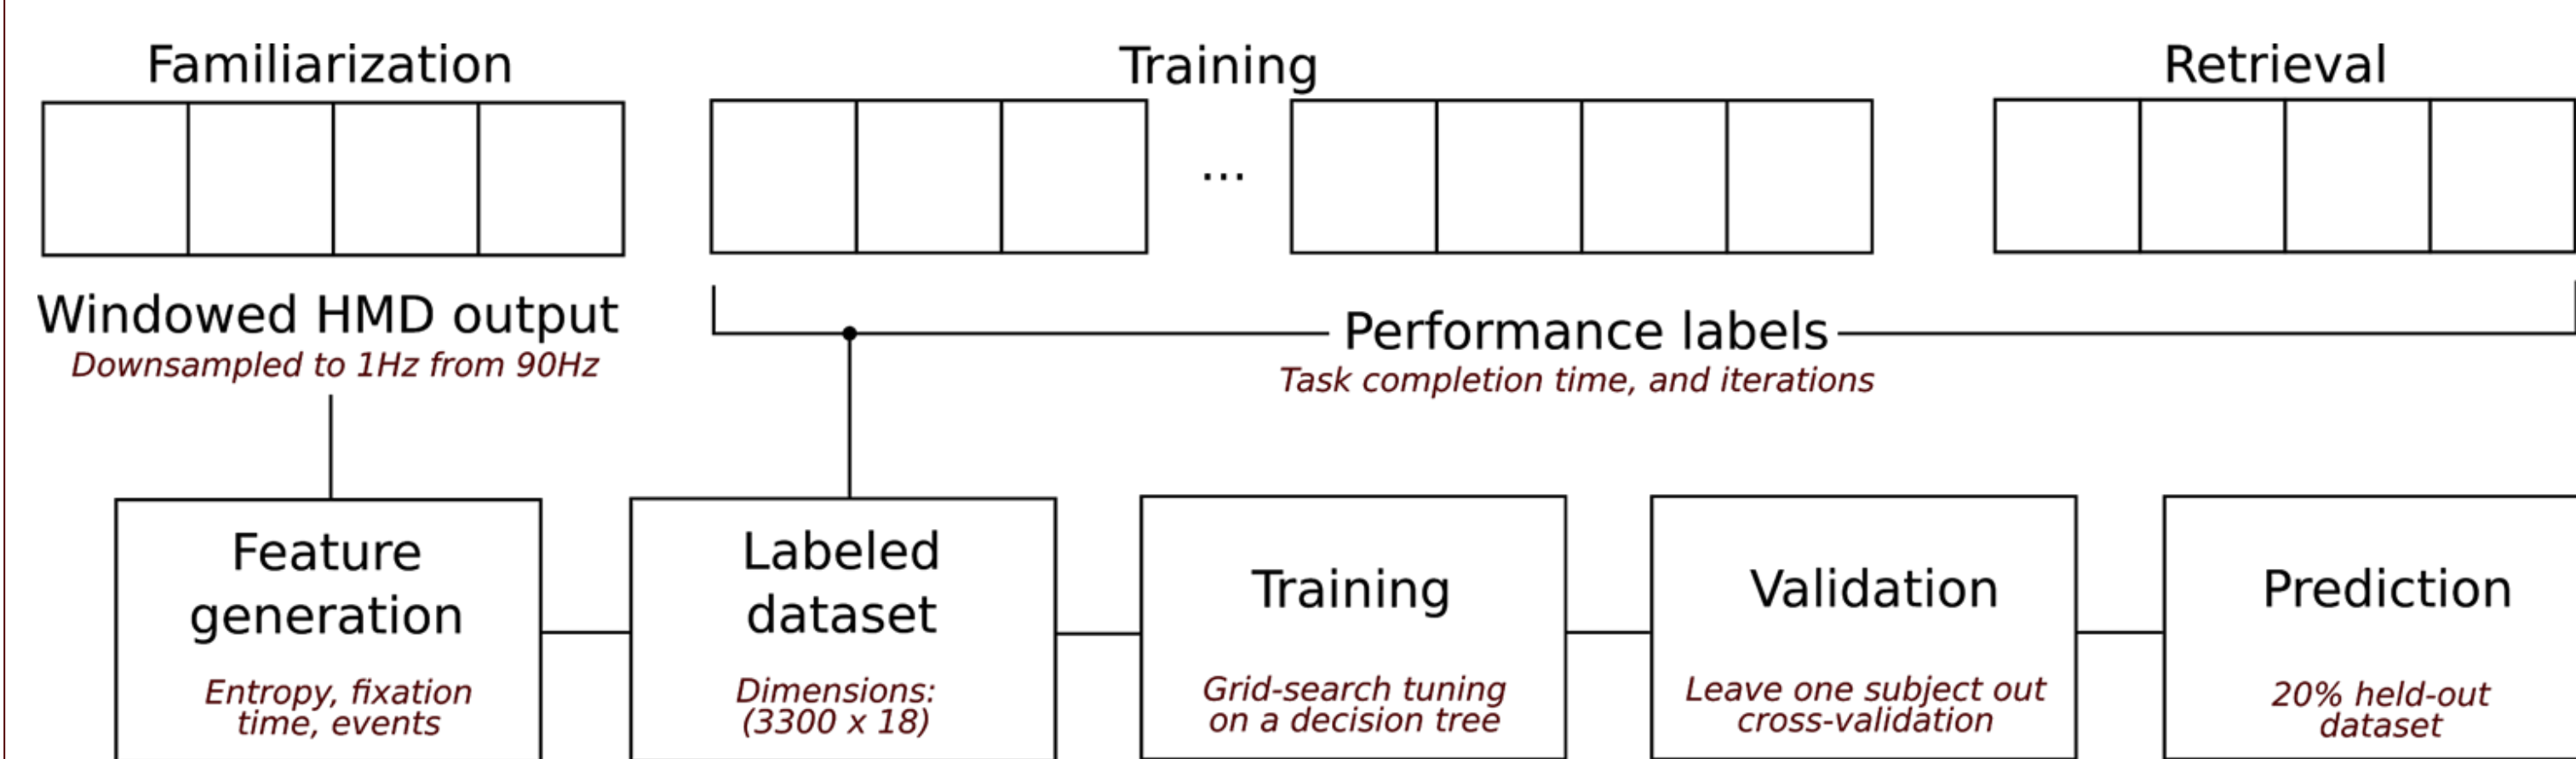 Familiarization
Training
Retrieval
...
Windowed HMD output
Downsampled to 1Hz from 90Hz
Performance labels
Task completion time, and iterations
Feature
generation
Entropy, fixation
time, events
Labeled
dataset
Dimensions:
(3300 x 18)
Training
Grid-search tuning
on a decision tree
Validation
Leave one subject out
cross-validation
Prediction
20% held-out
dataset